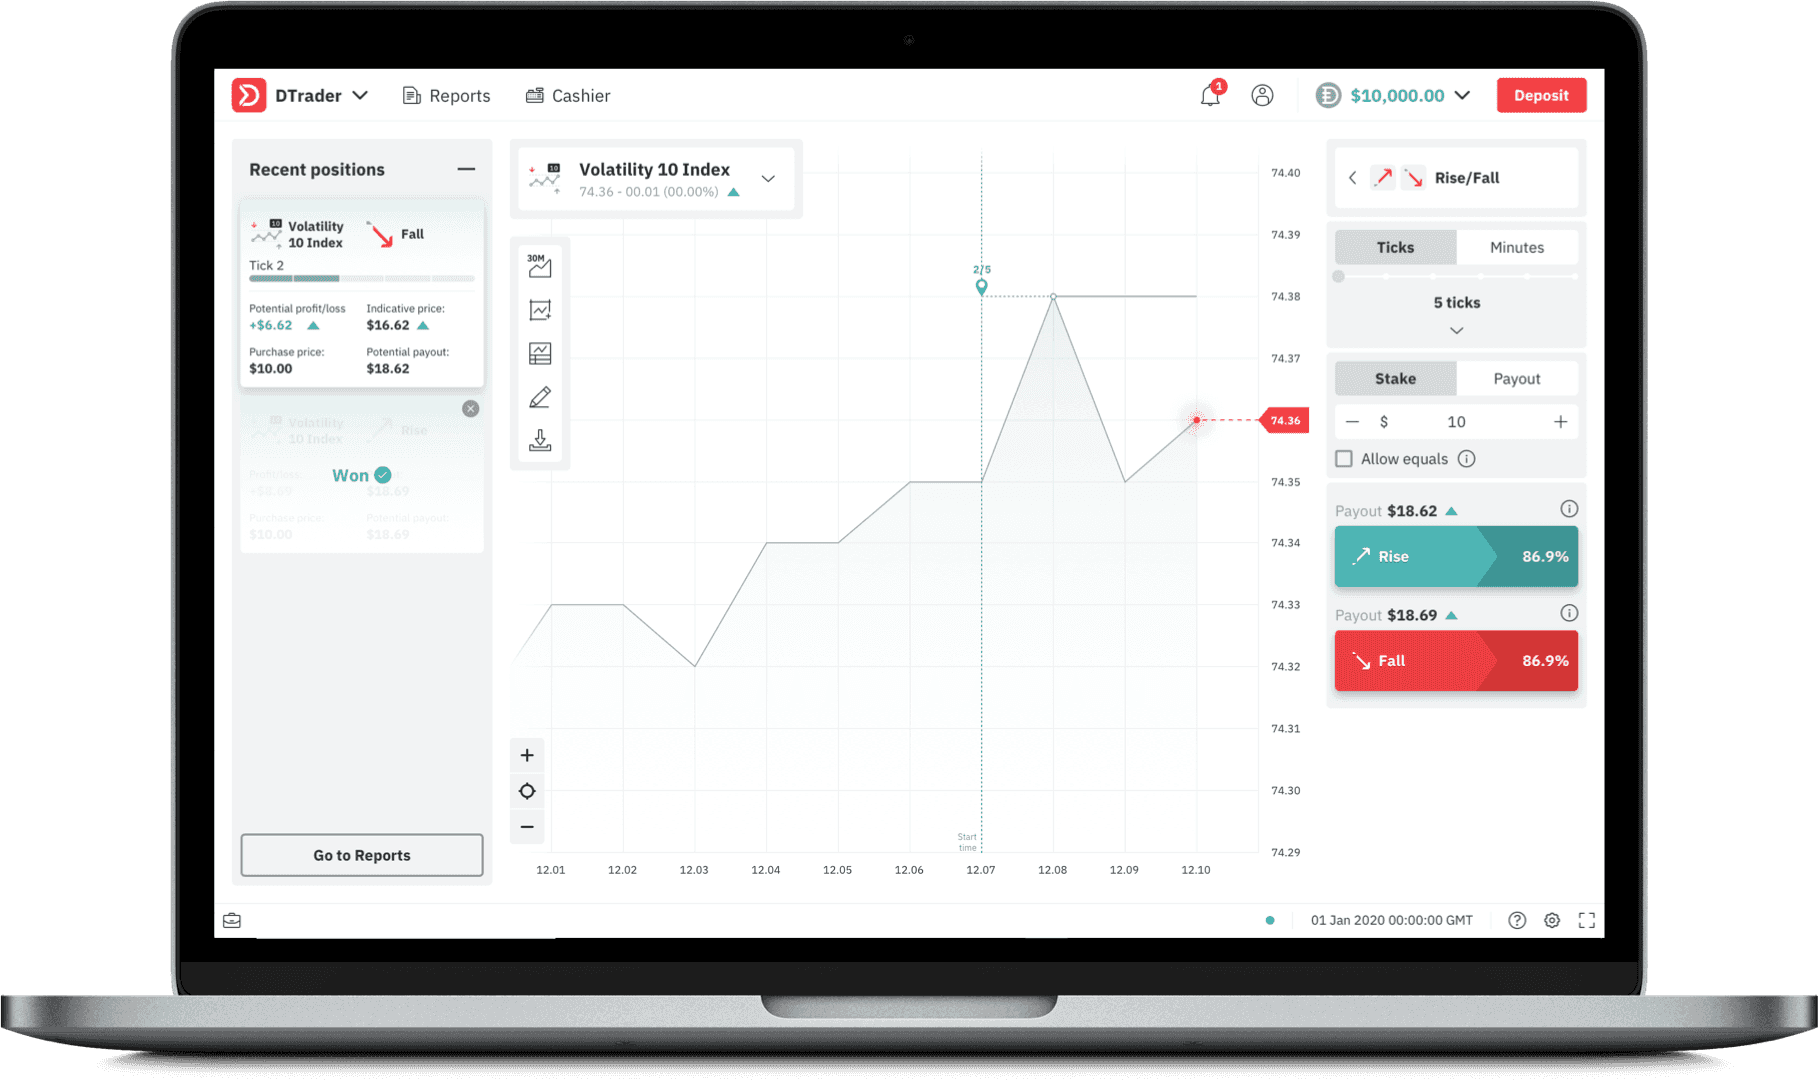 DTrader
Reports
Cashier
1
$10,000.00
Deposit
Recent positions
10
Volatility
10 Index
Fall
Tick 2
Potential profit/loss
Indicative price:
+$6.62
$16.62
Purchase price:
Potential payout:
$10.00
$18.62
Volatility
10 Index
Rise
Won
Profit/loss
$18.69
Purchase price:
Potential payout:
$10.00
$18.69
Go to Reports
10
Volatility 10 Index
74.36 - 00.01 (00.00%)
30M
2/5
Start
time
74.40
74.39
74.38
74.37
74.36
74.35
74.34
74.33
74.32
74.31
74.30
74.29
12.01
12.02
12.03
12.04
12.05
12.06
12.07
12.08
12.09
12.10
Rise/Fall
Ticks
Minutes
5 ticks
Stake
Payout
$
10
Allow equals
Payout $18.62
Rise
86.9%
Payout $18.69
Fall
86.9%
01 Jan 2020 00:00:00 GMT